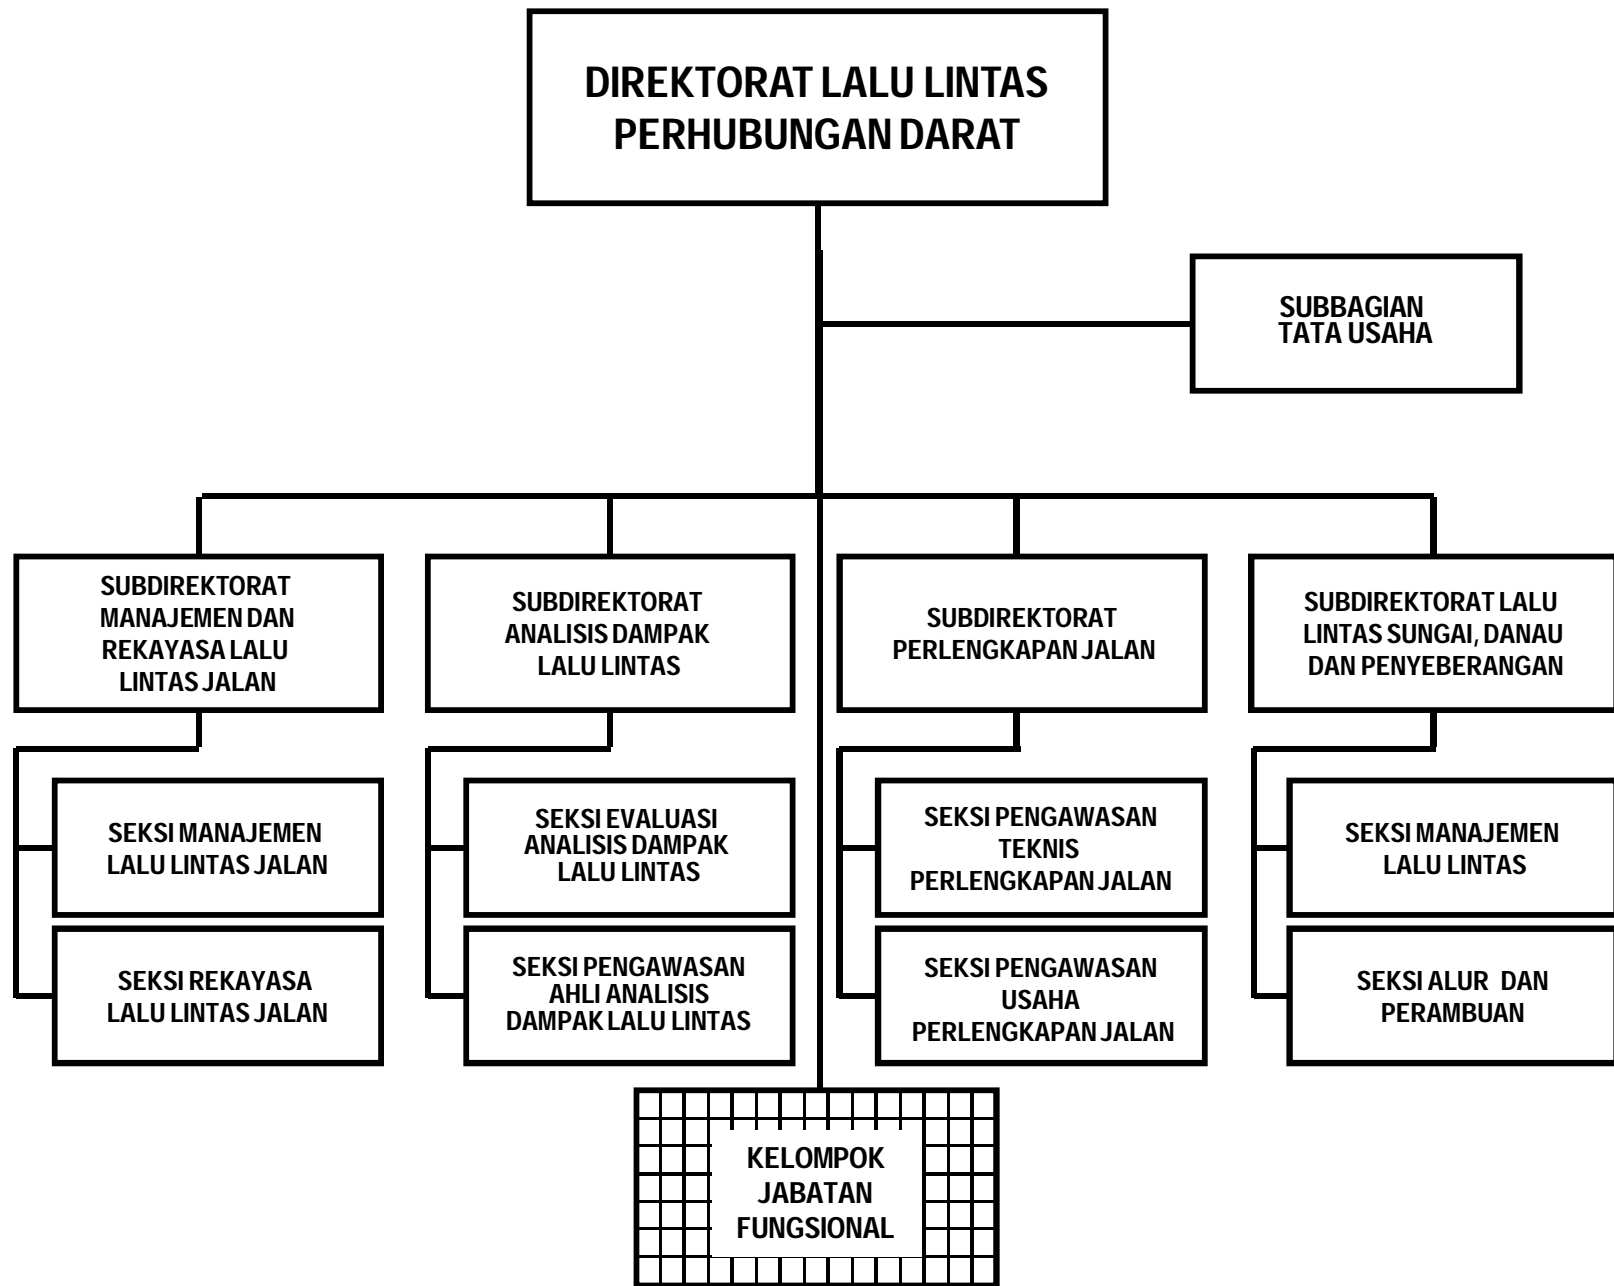 DIREKTORAT LALU LINTAS
PERHUBUNGAN DARAT
SUBBAGIAN
TATA USAHA
SUBDIREKTORAT
MANAJEMEN DAN
REKAYASA LALU
LINTAS JALAN
SUBDIREKTORAT
ANALISIS DAMPAK
LALU LINTAS
SUBDIREKTORAT
PERLENGKAPAN JALAN
SUBDIREKTORAT LALU
LINTAS SUNGAI, DANAU
DAN PENYEBERANGAN
SEKSI MANAJEMEN
LALU LINTAS JALAN
SEKSI EVALUASI
ANALISIS DAMPAK
LALU LINTAS
SEKSI PENGAWASAN
TEKNIS
PERLENGKAPAN JALAN
SEKSI MANAJEMEN
LALU LINTAS
SEKSI REKAYASA
LALU LINTAS JALAN
SEKSI PENGAWASAN
AHLI ANALISIS
DAMPAK LALU LINTAS
SEKSI PENGAWASAN
USAHA
PERLENGKAPAN JALAN
SEKSI ALUR DAN
PERAMBUAN
KELOMPOK
JABATAN
FUNGSIONAL